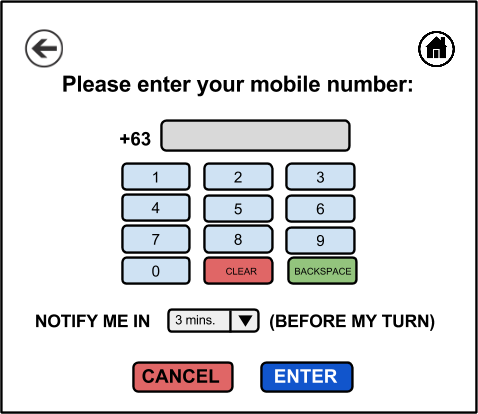 Please enter your mobile number:
+63
1 2 3
4 5 6
7 8 9
0 CLEAR BACKSPACE
NOTIFY ME IN 3 mins. (BEFORE MY TURN)
CANCEL ENTER